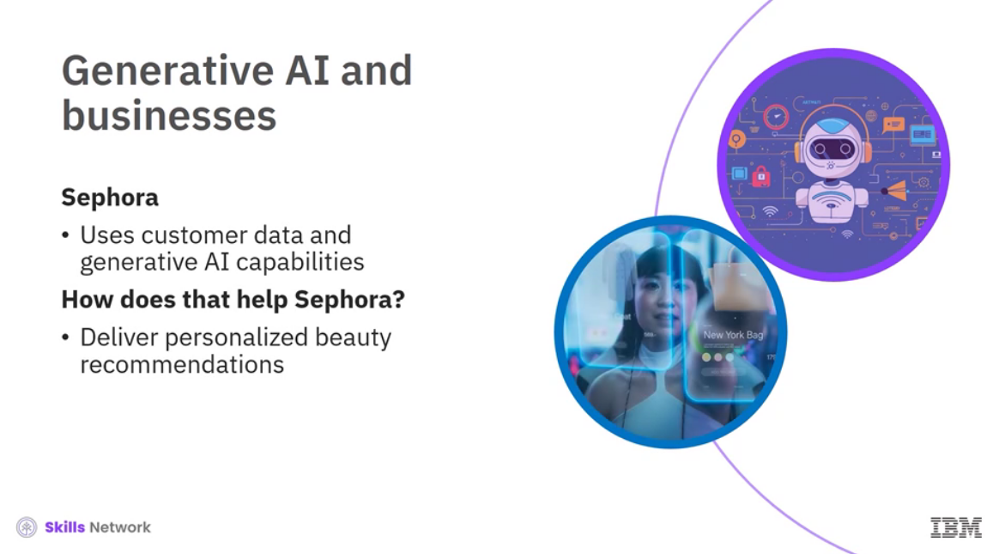 Generative AI and
businesses
Sephora
• Uses customer data and
generative AI capabilities
How does that help Sephora?
• Deliver personalized beauty
recommendations
New York Bag
Skills Network
IBM